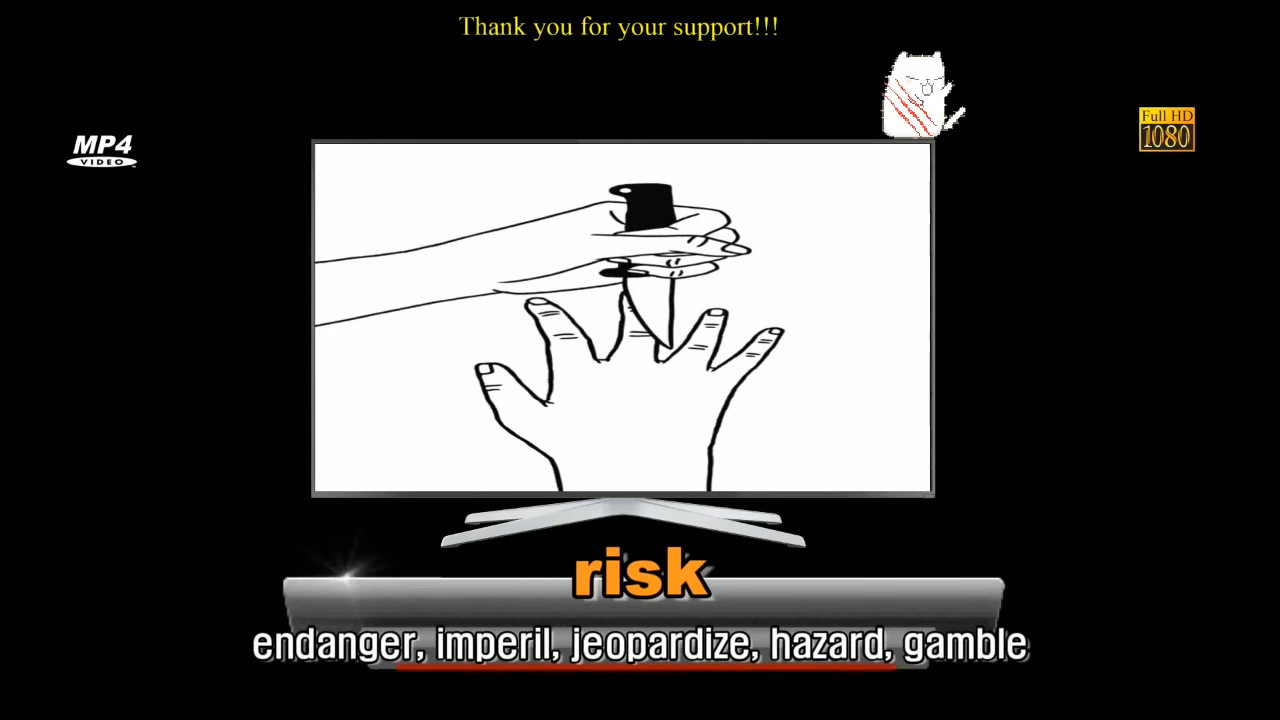 Thank you for your support!!!
MP4
VIDEO
Full HD
1080
risk
endanger, imperil, jeopardize, hazard, gamble